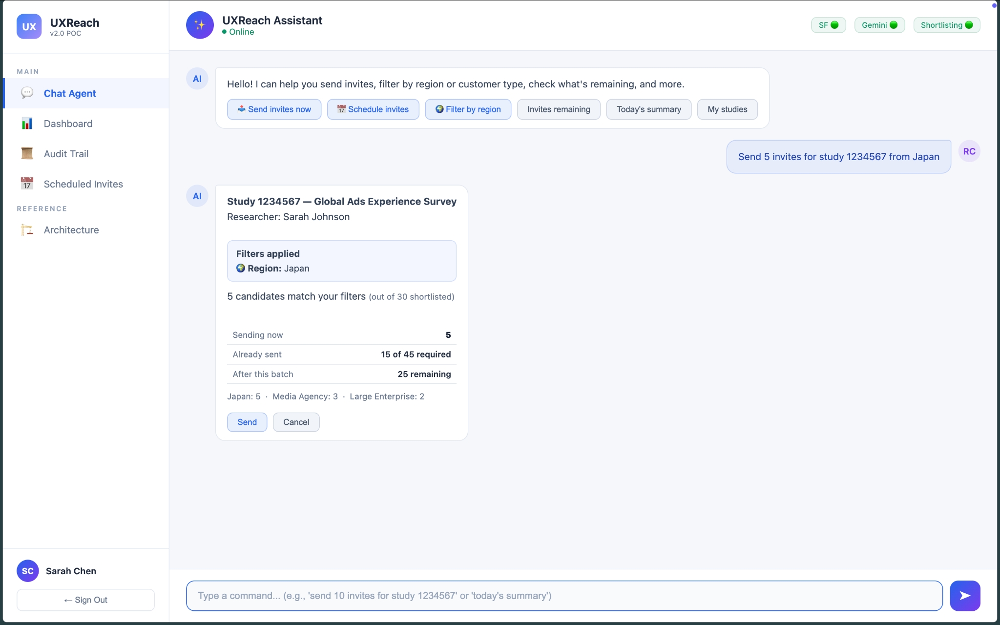 UX
UXReach
v2.0 POC
MAIN
Chat Agent
Dashboard
Audit Trail
17
Scheduled Invites
REFERENCE
Architecture
SC
Sarah Chen
← Sign Out
UXReach Assistant
Online
SF
Gemini
Shortlisting
AI
Hello! I can help you send invites, filter by region or customer type, check what's remaining, and more.
Send invites now
17 Schedule invites
Filter by region
Invites remaining
Today's summary
My studies
Send 5 invites for study 1234567 from Japan
RC
AI
Study 1234567 — Global Ads Experience Survey
Researcher: Sarah Johnson
Filters applied
Region: Japan
5 candidates match your filters (out of 30 shortlisted)
Sending now 5
Already sent 15 of 45 required
After this batch 25 remaining
Japan: 5 · Media Agency: 3 · Large Enterprise: 2
Send
Cancel
Type a command... (e.g., 'send 10 invites for study 1234567' or 'today's summary')